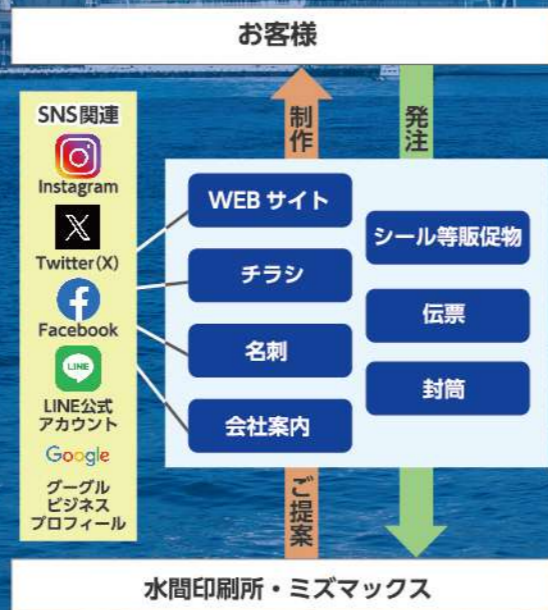 お客様
制作
発注
SNS関連
Instagram
Twitter(X)
Facebook
LINE
LINE公式
アカウント
Google
グーグル
ビジネス
プロフィール
WEB サイト
チラシ
名刺
会社案内
シール等販促物
伝票
封筒
ご提案
水間印刷所・ミズマックス